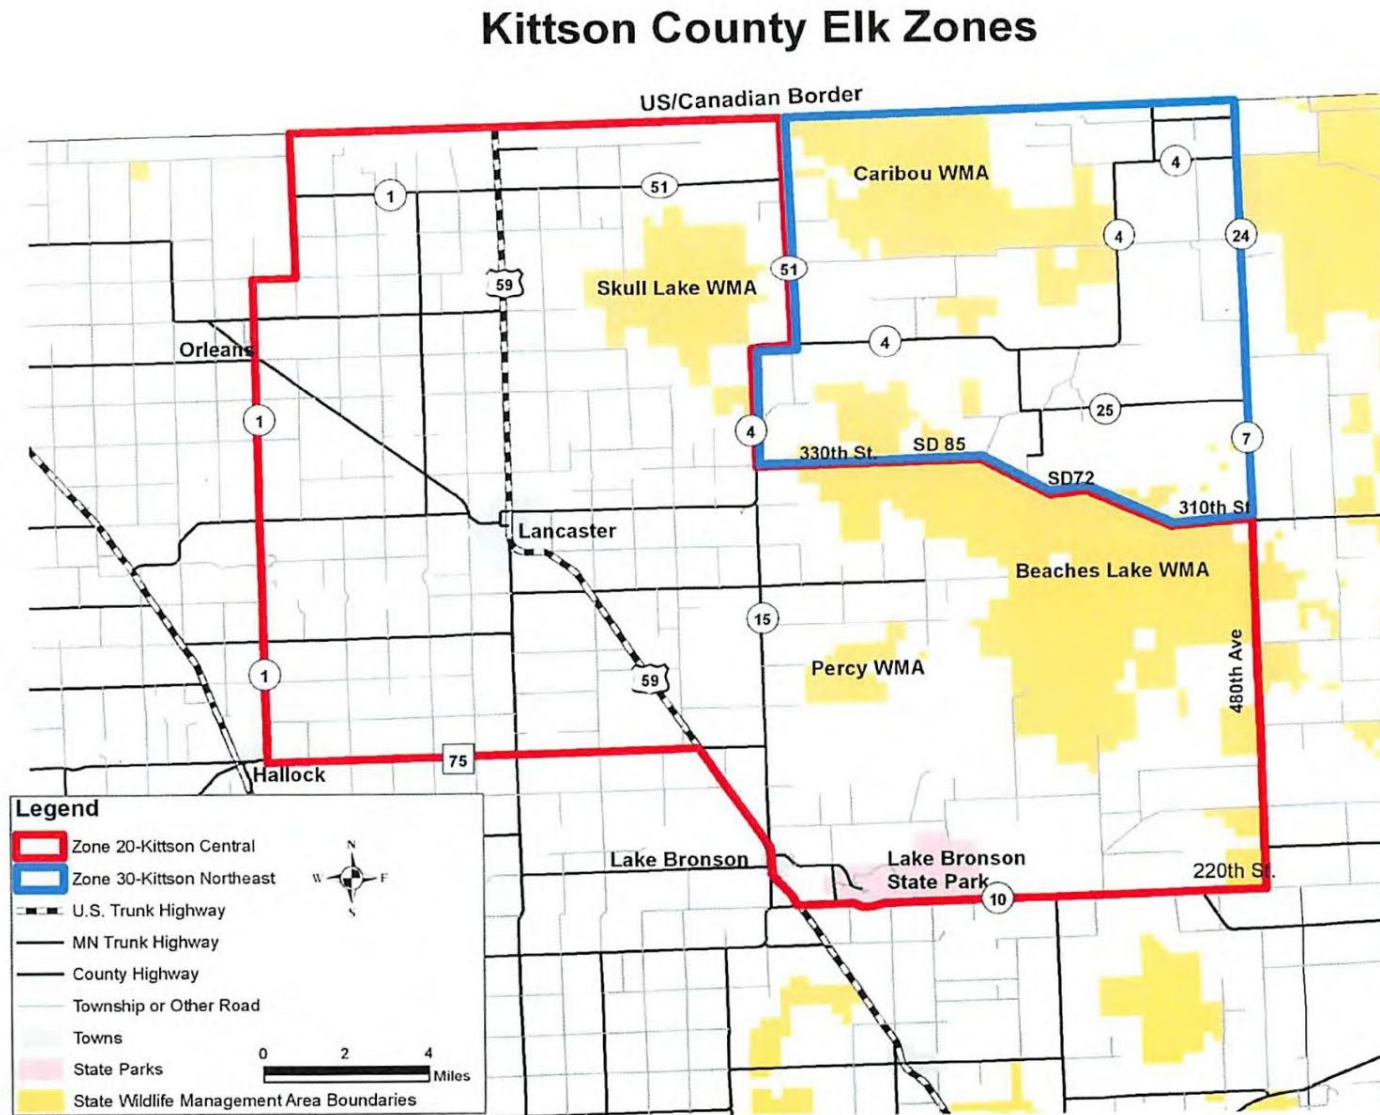 Kittson County Elk Zones
US/Canadian Border
Caribou WMA
4
1
51
4
24
51
59
Skull Lake WMA
Orleans
4
1
25
4
7
330th St.
SD 85
SD72
310th St
Lancaster
Beaches Lake WMA
15
Percy WMA
59
1
480th Ave
75
Hallock
Lake Bronson
Lake Bronson
State Park
220th St.
10
Legend
Zone 20-Kittson Central
Zone 30-Kittson Northeast
U.S. Trunk Highway
MN Trunk Highway
County Highway
Township or Other Road
Towns
State Parks
State Wildlife Management Area Boundaries
N
W
E
S
0 2 4
Miles